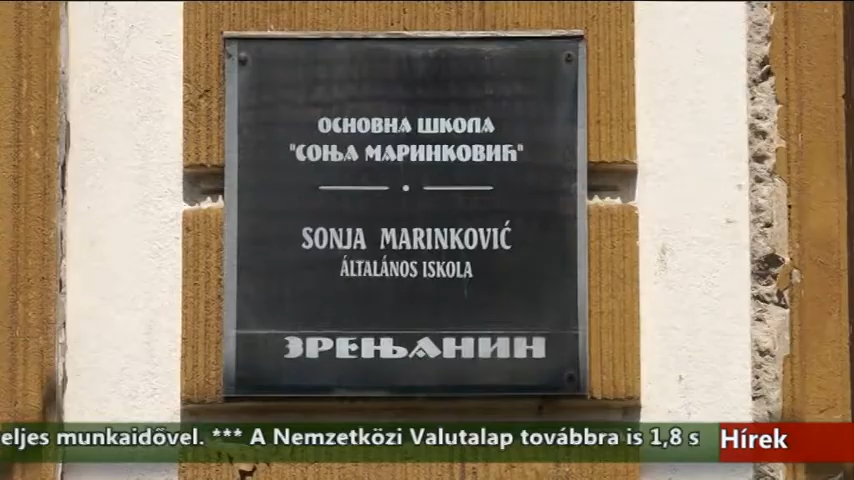 ОСНОВНА ШКОЛА
"СОЊА МАРИНКОВИЋ"
SONJA MARINKOVIĆ
ÁLTALÁNOS ISKOLA
ЗРЕЊАНИН
eljes munkaidővel. *** A Nemzetközi Valutalap továbbra is 1,8 s
Hírek